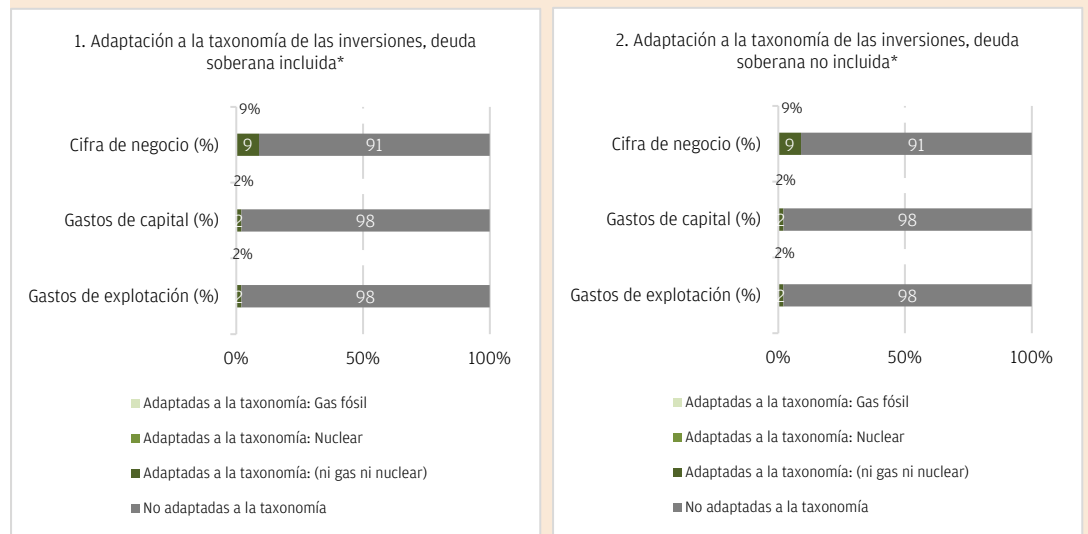 1. Adaptación a la taxonomía de las inversiones, deuda
soberana incluida*
9%
Cifra de negocio (%)
9
91
2%
Gastos de capital (%)
2
98
2%
Gastos de explotación (%)
2
98
0%
50%
100%
Adaptadas a la taxonomía: Gas fósil
Adaptadas a la taxonomía: Nuclear
Adaptadas a la taxonomía: (ni gas ni nuclear)
No adaptadas a la taxonomía
2. Adaptación a la taxonomía de las inversiones, deuda
soberana no incluida*
9%
Cifra de negocio (%)
9
91
2%
Gastos de capital (%)
2
98
2%
Gastos de explotación (%)
2
98
0%
50%
100%
Adaptadas a la taxonomía: Gas fósil
Adaptadas a la taxonomía: Nuclear
Adaptadas a la taxonomía: (ni gas ni nuclear)
No adaptadas a la taxonomía